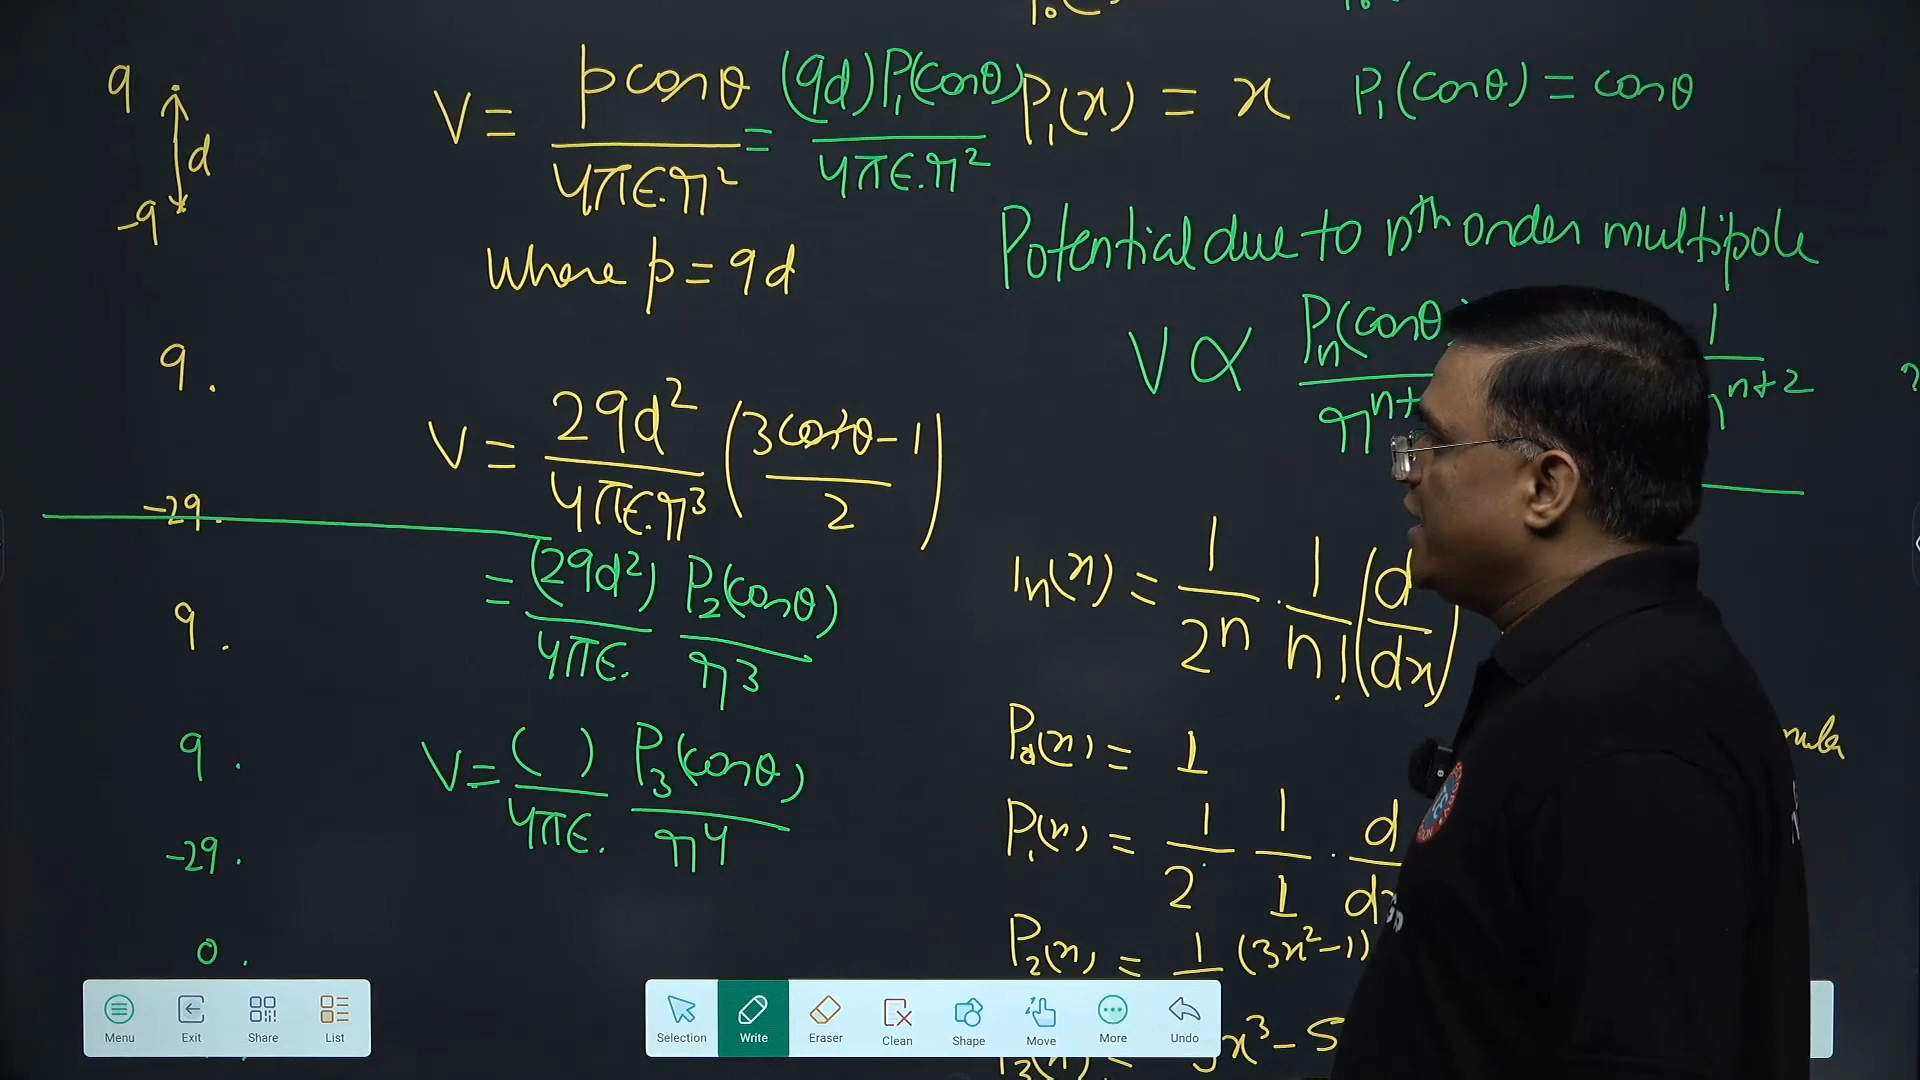 q
d
-q
V = pcosθ/4πε₀r² = (qd)P₁(cosθ)/4πε₀r²
Where p = qd
q .
V = 2qd²/4πε₀r³ (3cos²θ-1/2)
-2q .
= (2qd²)/4πε₀ P₂(cosθ)/r³
q .
q .
V = ( )/4πε₀ P₃(cosθ)/r⁴
-2q .
0 .
P₁(x) = x P₁(cosθ) = cosθ
Potential due to nth order multipole
V ∝ Pₙ(cosθ
1
n+2
Pₙ(x) = 1/2ⁿ · 1/n! (d/dx)
P₀(x) = 1
P₁(x) = 1/2 · 1/1 · d
P₂(x) = 1 (3x²-1)
x³ - 5
Menu
Exit
Share
List
Selection
Write
Eraser
Clean
Shape
Move
More
Undo